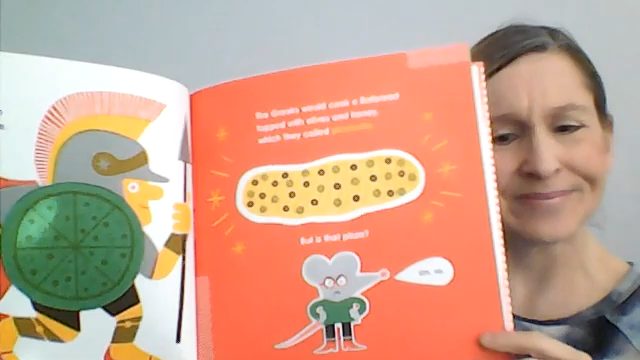 The Greeks would cook a flatbread
topped with olives and honey,
which they called
But is that pizza?